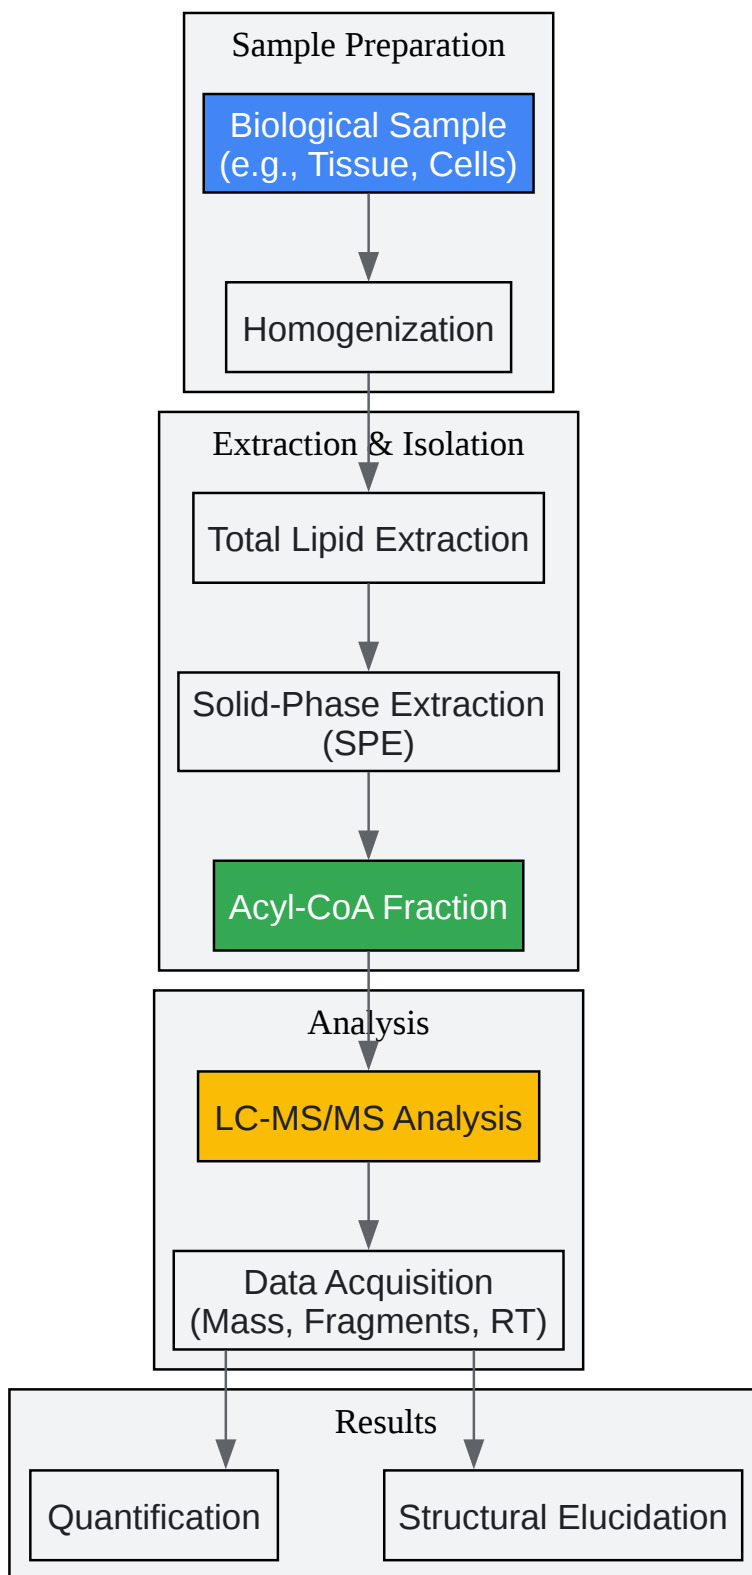 Sample Preparation
Biological Sample
(e.g., Tissue, Cells)
Homogenization
Extraction & Isolation
Total Lipid Extraction
Solid-Phase Extraction
(SPE)
Acyl-CoA Fraction
Analysis
LC-MS/MS Analysis
Data Acquisition
(Mass, Fragments, RT)
Results
Quantification
Structural Elucidation